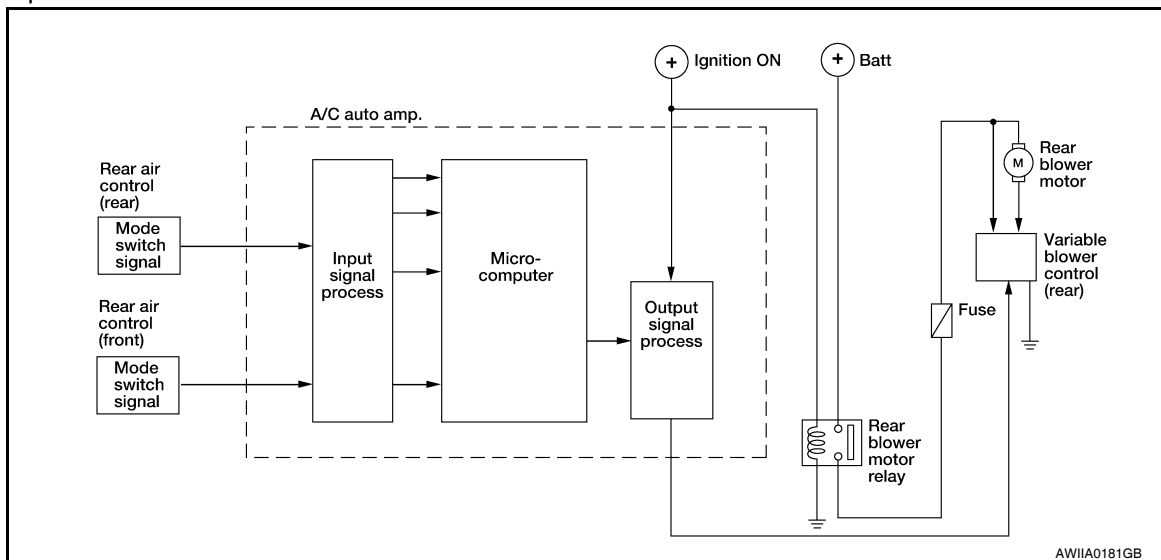 Ignition ON
Batt
A/C auto amp.
Rear air
control
(rear)
Mode
switch
signal
Rear air
control
(front)
Mode
switch
signal
Input
signal
process
Micro-
computer
Output
signal
process
Rear
blower
motor
M
Variable
blower
control
(rear)
Fuse
Rear
blower
motor
relay
AWIIA0181GB